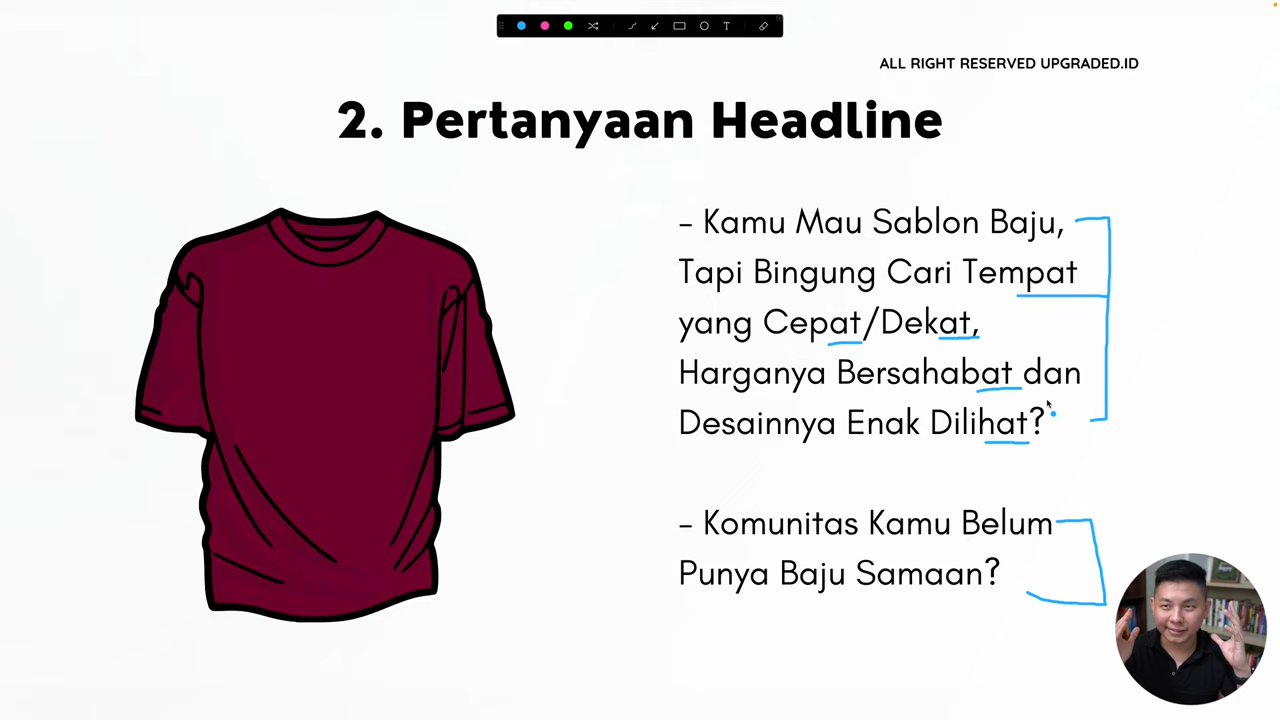 ALL RIGHT RESERVED UPGRADED.ID
2. Pertanyaan Headline
- Kamu Mau Sablon Baju,
Tapi Bingung Cari Tempat
yang Cepat/Dekat,
Harganya Bersahabat dan
Desainnya Enak Dilihat?
- Komunitas Kamu Belum
Punya Baju Samaan?